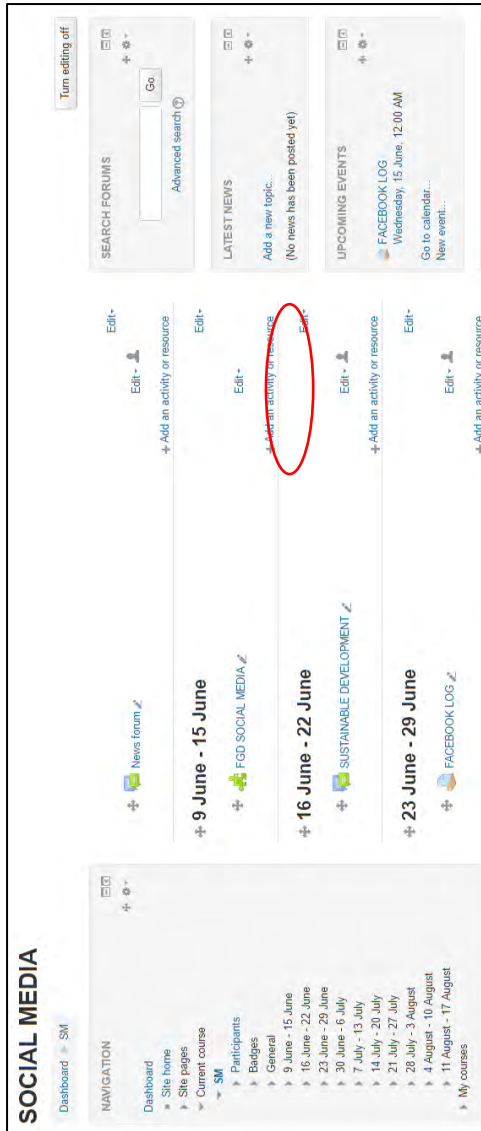 SOCIAL MEDIA
Dashboard SM
Turn editing off
NAVIGATION
Dashboard
Site home
Site pages
Current course
SM
Participants
Badges
General
9 June - 15 June
16 June - 22 June
23 June - 29 June
30 June - 6 July
7 July - 13 July
14 July - 20 July
21 July - 27 July
28 July - 3 August
4 August - 10 August
11 August - 17 August
My courses
Edit
News forum
Edit
+ Add an activity or resource
9 June - 15 June
Edit
FGD SOCIAL MEDIA
Edit
+ Add an activity or resource
16 June - 22 June
Edit
SUSTAINABLE DEVELOPMENT
Edit
+ Add an activity or resource
23 June - 29 June
Edit
FACEBOOK LOG
Edit
+ Add an activity or resource
SEARCH FORUMS
Go
Advanced search
LATEST NEWS
Add a new topic...
(No news has been posted yet)
UPCOMING EVENTS
FACEBOOK LOG
Wednesday, 15 June, 12:00 AM
Go to calendar...
New event...